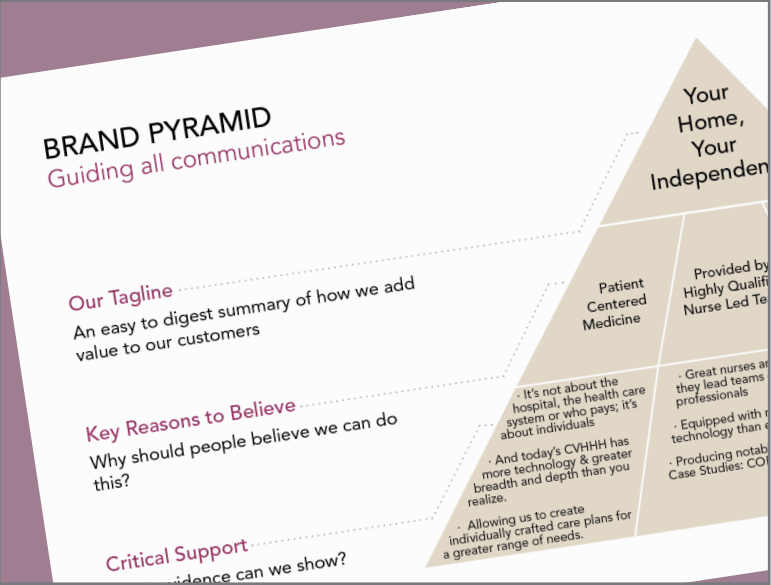 BRAND PYRAMID
Guiding all communications
Our Tagline
An easy to digest summary of how we add
value to our customers
Key Reasons to Believe
Why should people believe we can do
this?
Critical Support
can we show?
Your
Home,
Your
Patient
Centered
Medicine
Provided by
Highly
Nurse Led
· It's not about the
hospital, the health care
system or who pays; it's
about individuals
· And today's CVHHH has
more technology & greater
breadth and depth than you
realize.
· Allowing us to create
individually crafted care plans for
a greater range of needs.
· Great nurses
they lead teams
professionals
· Equipped with
technology than
· Producing
Case Studies: